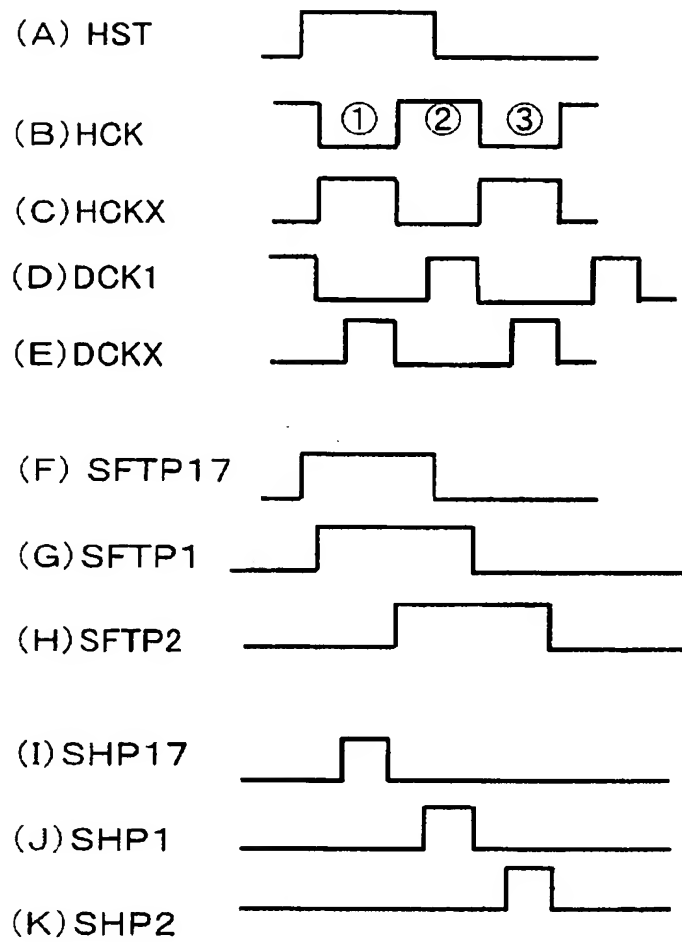 (A) HST
(B)HCK ① ② ③
(C)HCKX
(D)DCK1
(E)DCKX
(F) SFTP17
(G)SFTP1
(H)SFTP2
(I)SHP17
(J)SHP1
(K)SHP2